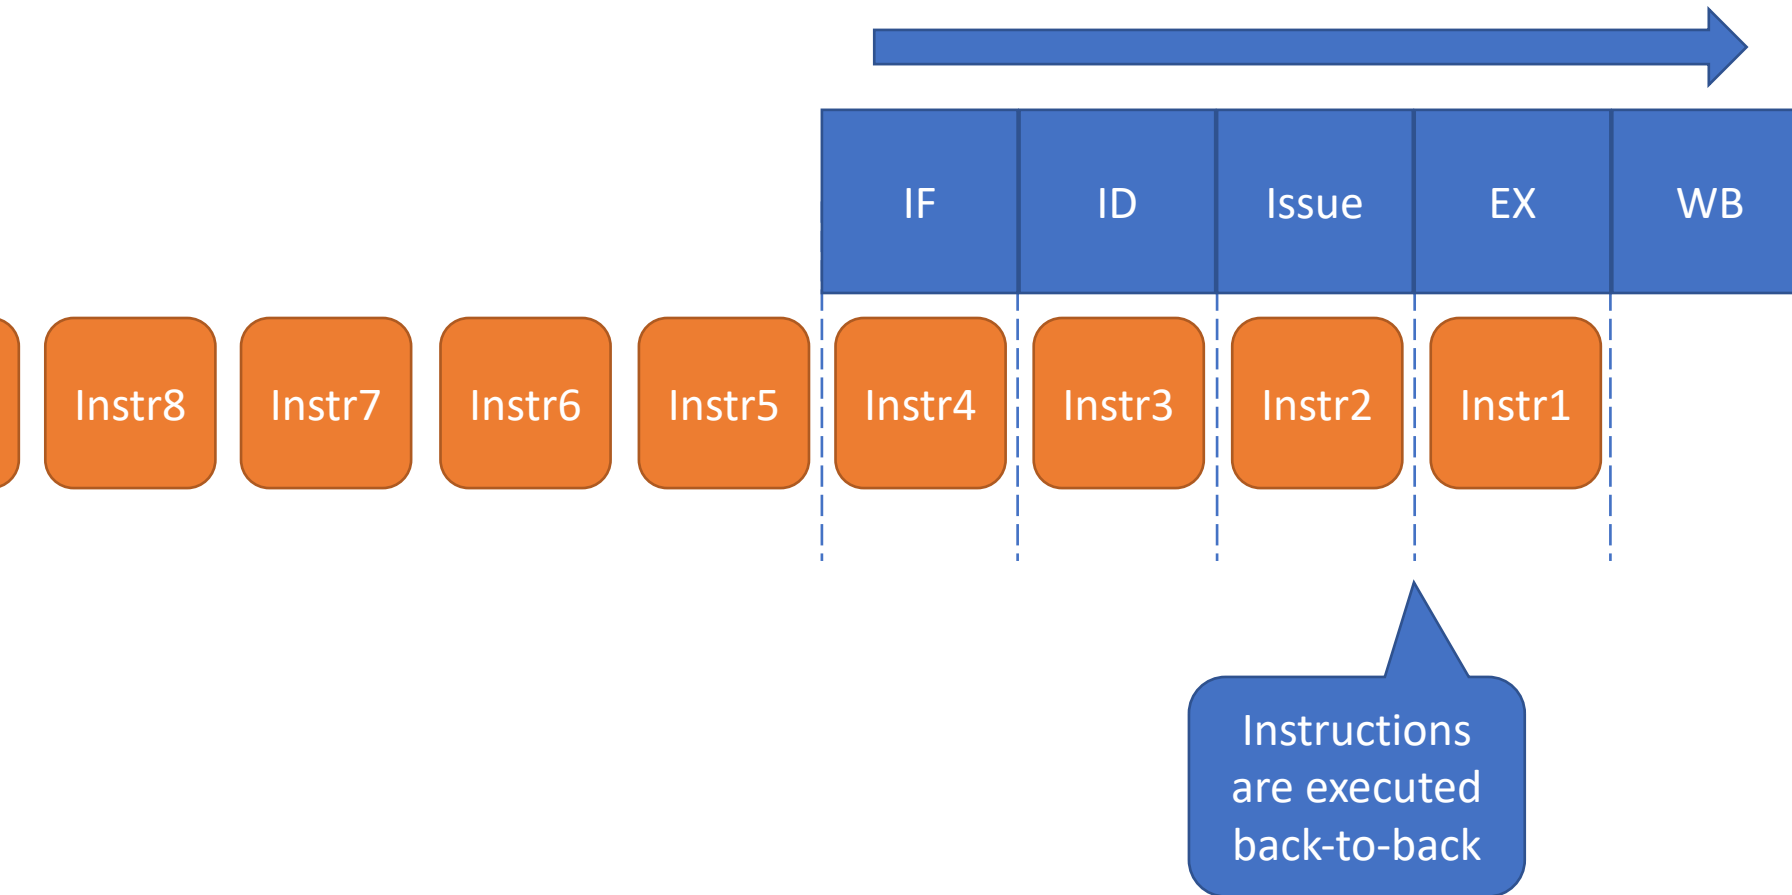 IF ID Issue EX WB
Instr8 Instr7 Instr6 Instr5 Instr4 Instr3 Instr2 Instr1
Instructions
are executed
back-to-back